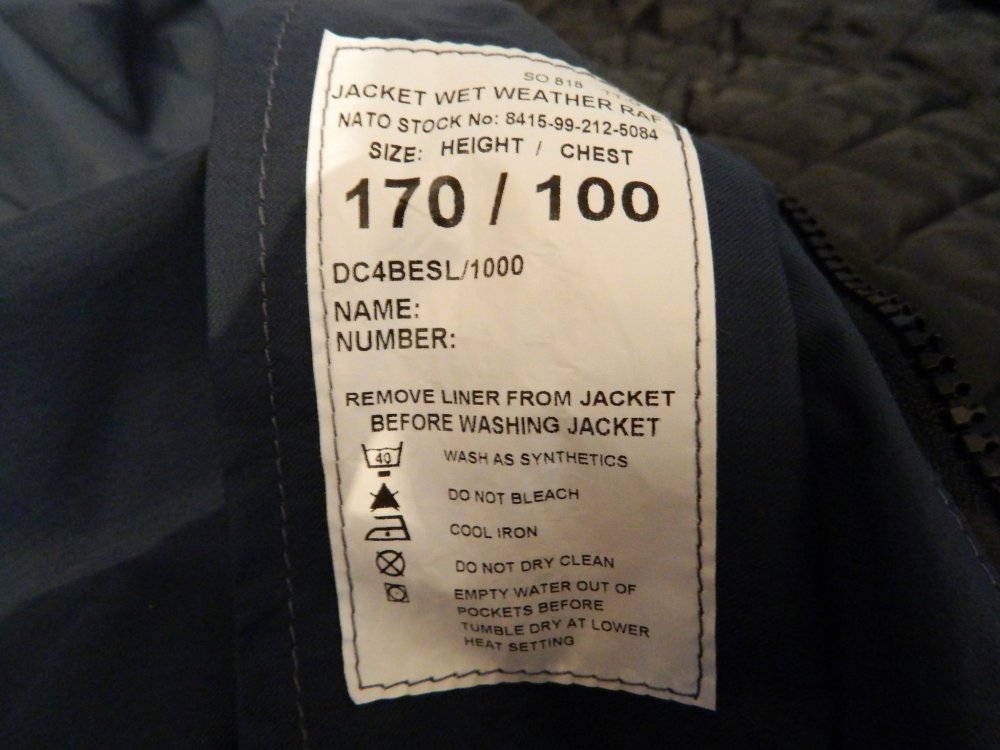 SO 818
JACKET WET WEATHER RAF
NATO STOCK No: 8415-99-212-5084
SIZE: HEIGHT / CHEST
170 / 100
DC4BESL/1000
NAME:
NUMBER:
REMOVE LINER FROM JACKET
BEFORE WASHING JACKET
40 WASH AS SYNTHETICS
DO NOT BLEACH
COOL IRON
DO NOT DRY CLEAN
EMPTY WATER OUT OF
POCKETS BEFORE
TUMBLE DRY AT LOWER
HEAT SETTING